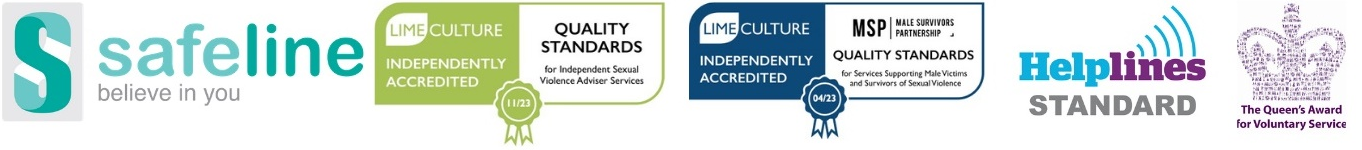 safeline
believe in you
LIME CULTURE
INDEPENDENTLY
ACCREDITED
11/23
QUALITY
STANDARDS
for Independent Sexual
Violence Adviser Services
LIME CULTURE
INDEPENDENTLY
ACCREDITED
04/23
MSP MALE SURVIVORS
PARTNERSHIP
QUALITY STANDARDS
for Services Supporting Male Victims
and Survivors of Sexual Violence
Helplines
STANDARD
The Queen's Award
for Voluntary Service